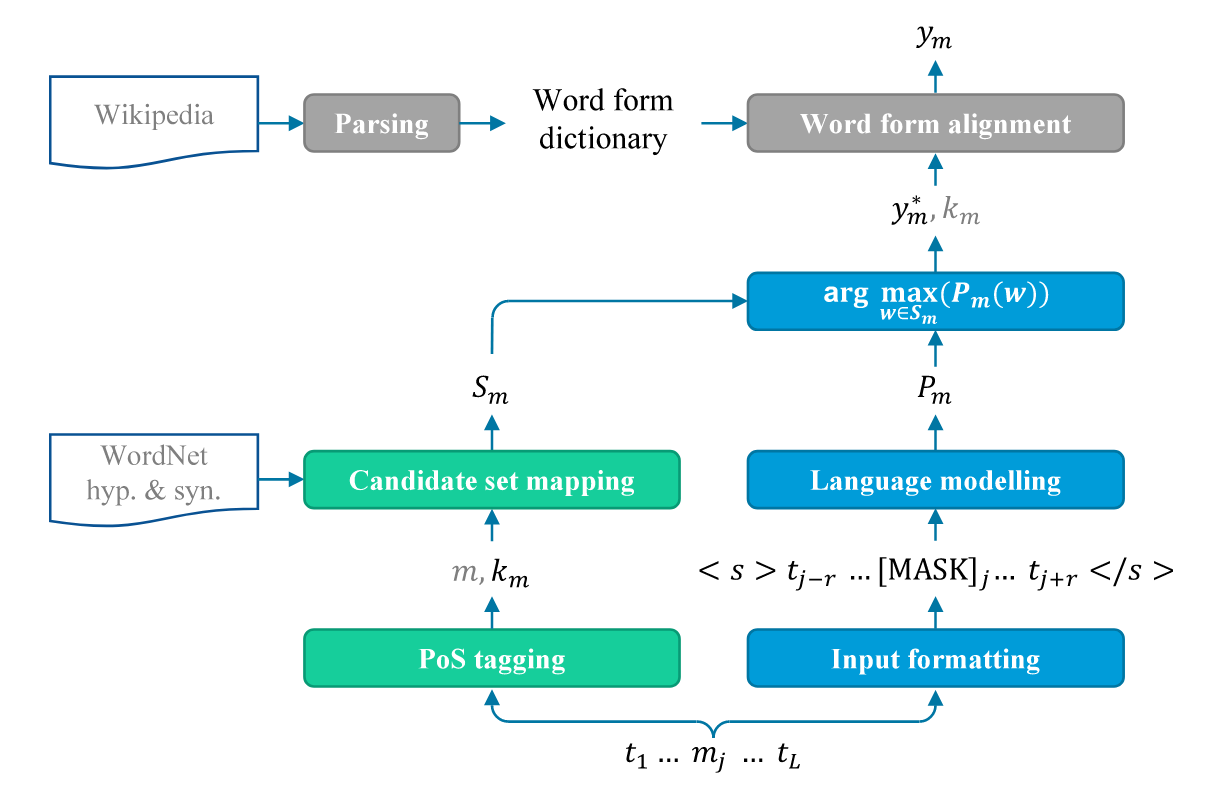 y_m
Wikipedia
Parsing
Word form
dictionary
Word form alignment
y_m^*, k_m
arg max_{w∈S_m}(P_m(w))
S_m
P_m
WordNet
hyp. & syn.
Candidate set mapping
Language modelling
m, k_m
< s > t_{j−r} … [MASK]_j … t_{j+r} </s >
PoS tagging
Input formatting
t_1 … m_j … t_L